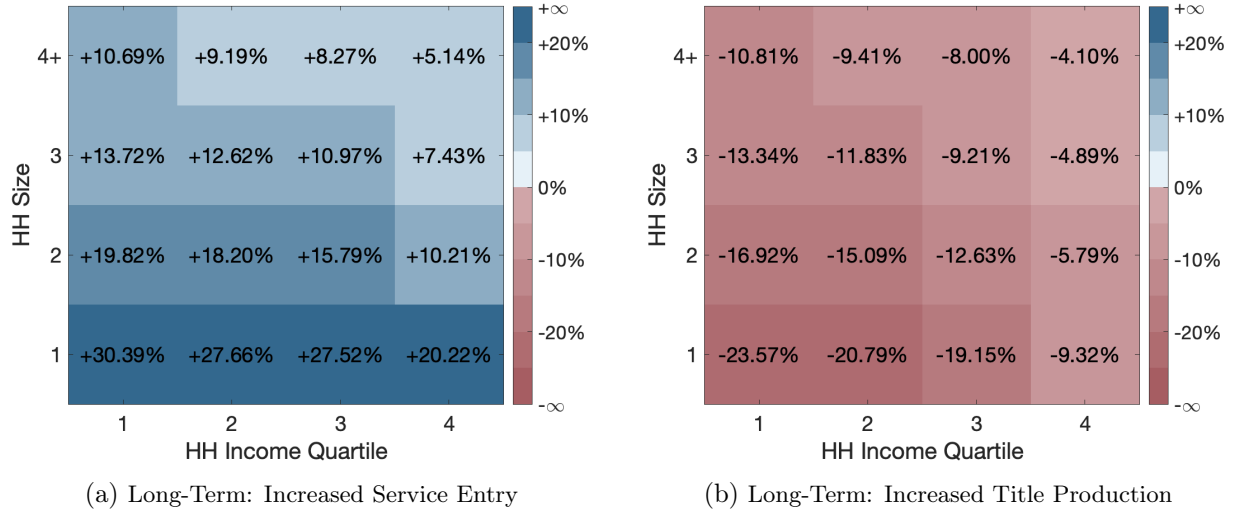 +∞
4+ +10.69% +9.19% +8.27% +5.14% +20%
+10%
3 +13.72% +12.62% +10.97% +7.43%
0%
HH Size
2 +19.82% +18.20% +15.79% +10.21% -10%
-20%
1 +30.39% +27.66% +27.52% +20.22%
-∞
1 2 3 4
HH Income Quartile
(a) Long-Term: Increased Service Entry
+∞
4+ -10.81% -9.41% -8.00% -4.10% +20%
+10%
3 -13.34% -11.83% -9.21% -4.89%
0%
HH Size
2 -16.92% -15.09% -12.63% -5.79% -10%
-20%
1 -23.57% -20.79% -19.15% -9.32%
-∞
1 2 3 4
HH Income Quartile
(b) Long-Term: Increased Title Production